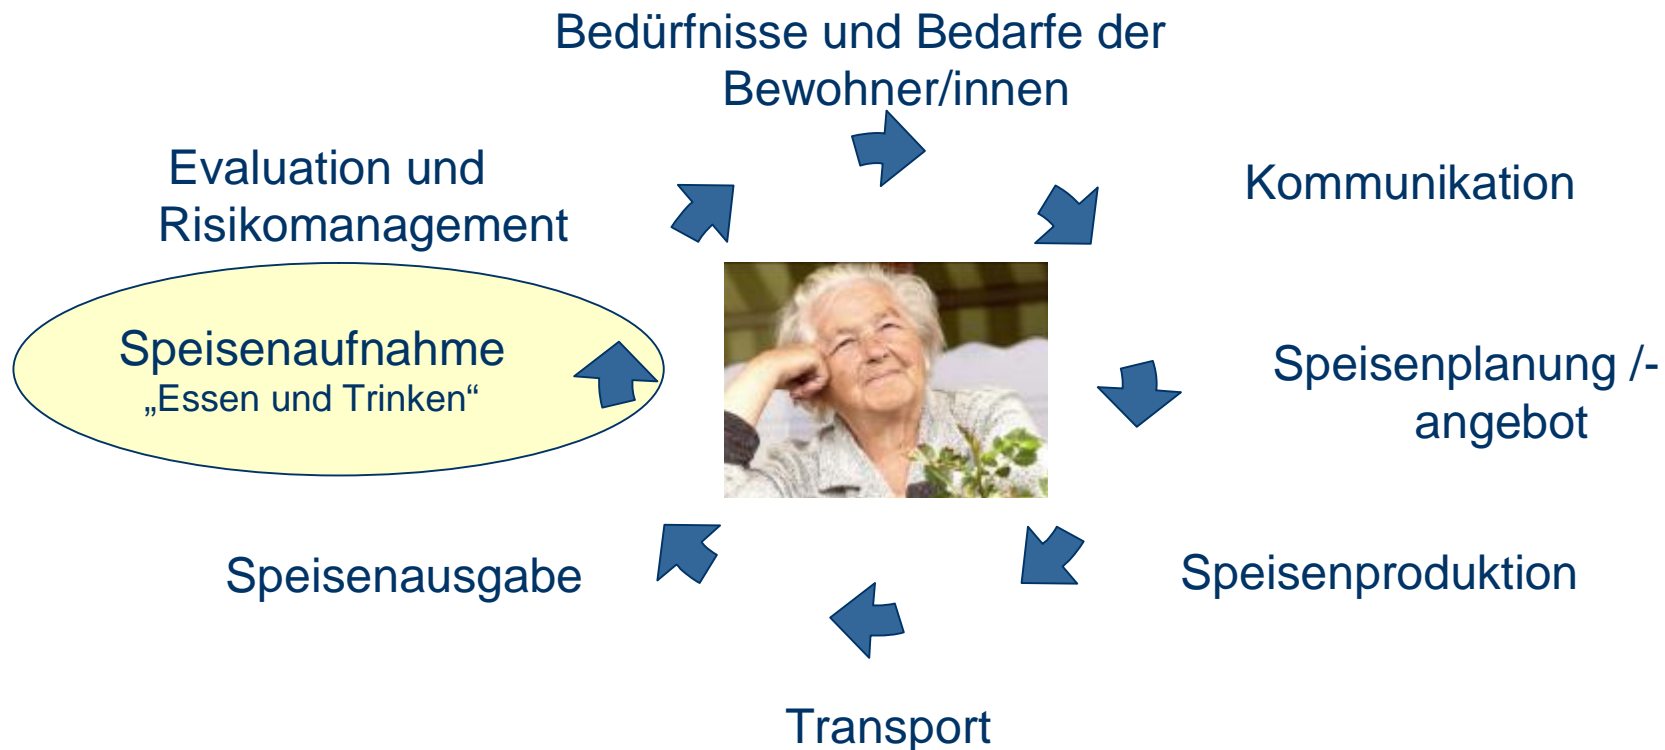 Bedürfnisse und Bedarfe der
Bewohner/innen
Evaluation und
Risikomanagement
Kommunikation
Speisenaufnahme
„Essen und Trinken“
Speisenplanung /-
angebot
Speisenausgabe
Speisenproduktion
Transport